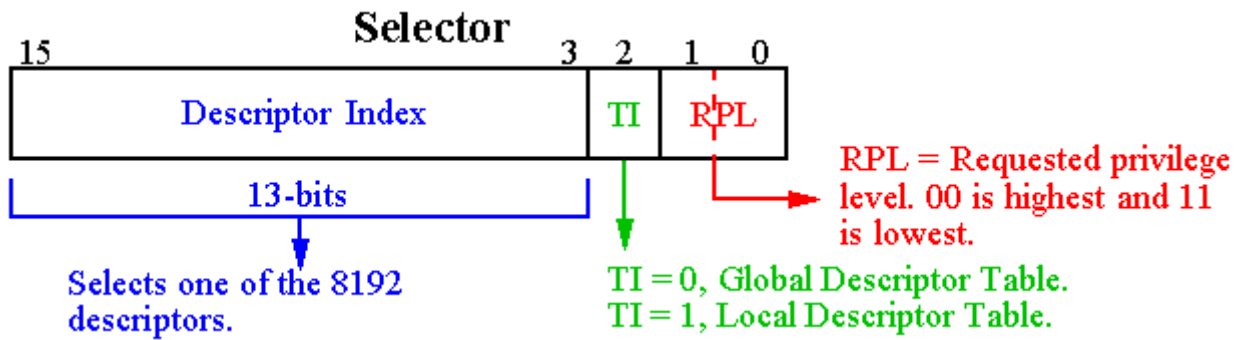 Selector
15 3 2 1 0
Descriptor Index TI RPL
13-bits
Selects one of the 8192
descriptors.
TI = 0, Global Descriptor Table.
TI = 1, Local Descriptor Table.
RPL = Requested privilege
level. 00 is highest and 11
is lowest.